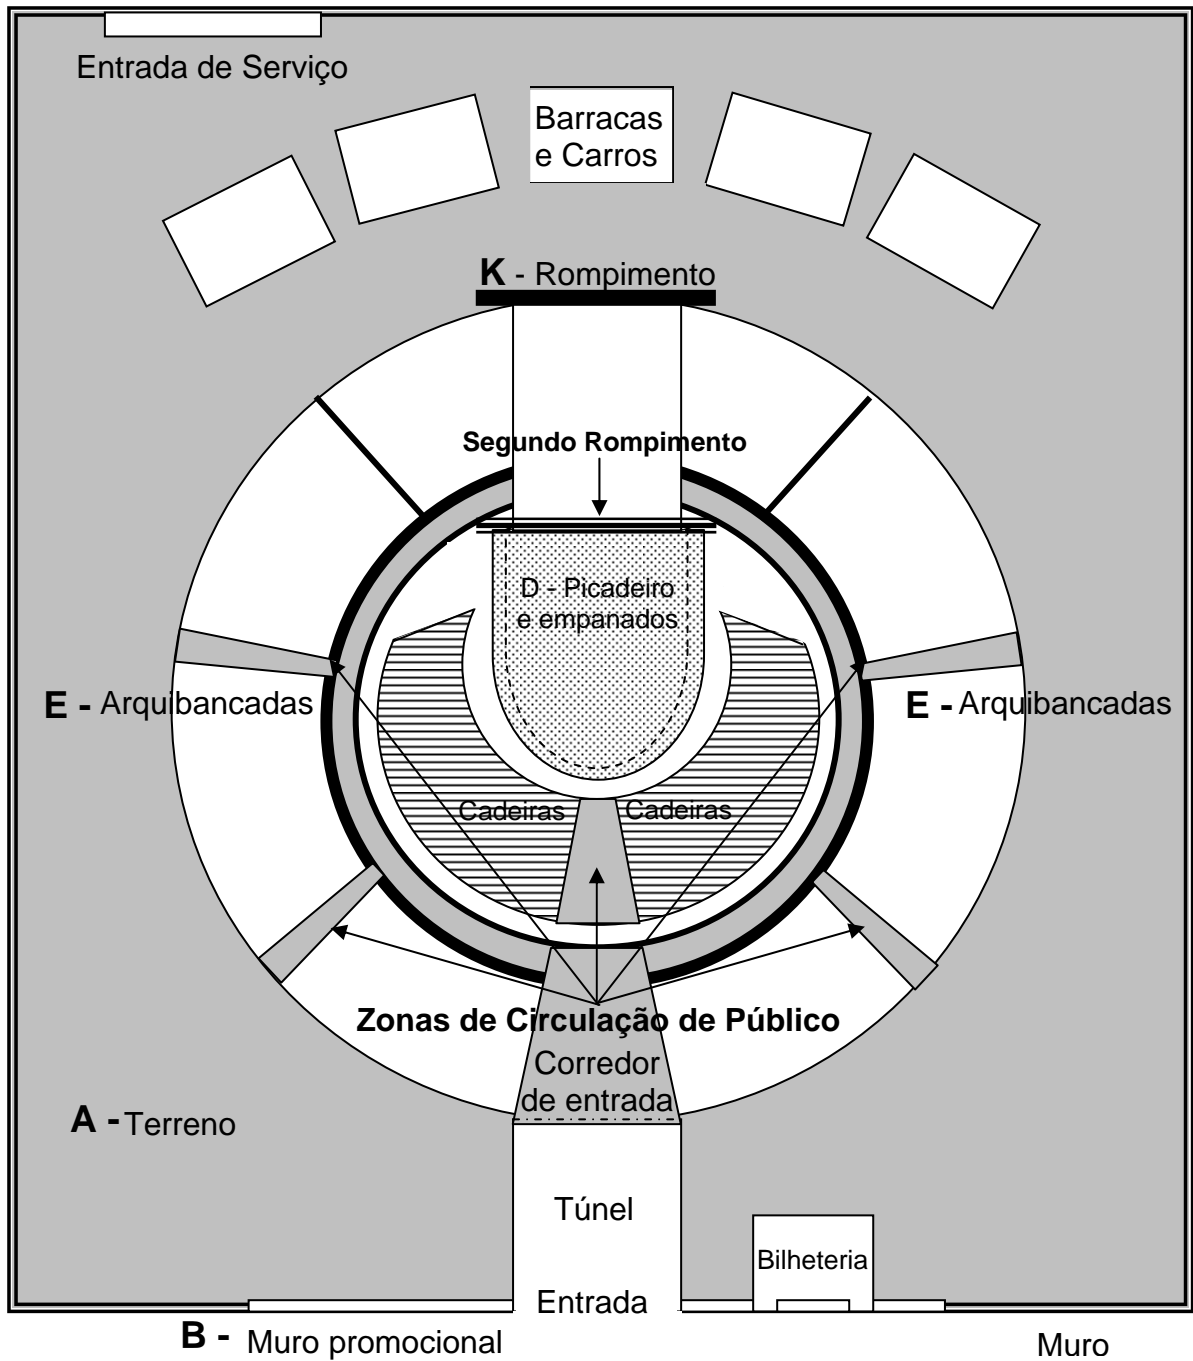 Entrada de Serviço
Barracas
e Carros
K - Rompimento
Segundo Rompimento
D - Picadeiro
e empanados
E - Arquibancadas
E - Arquibancadas
Cadeiras
Cadeiras
Zonas de Circulação de Público
Corredor
de entrada
A - Terreno
Túnel
Bilheteria
Entrada
B - Muro promocional
Muro